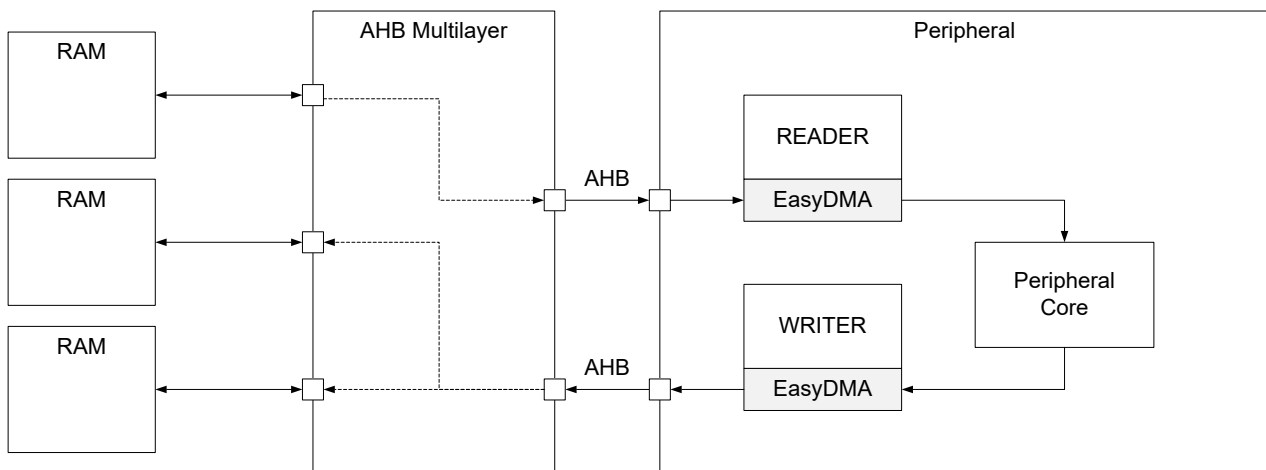 RAM
AHB Multilayer
Peripheral
READER
EasyDMA
RAM
AHB
Peripheral
Core
WRITER
EasyDMA
RAM
AHB